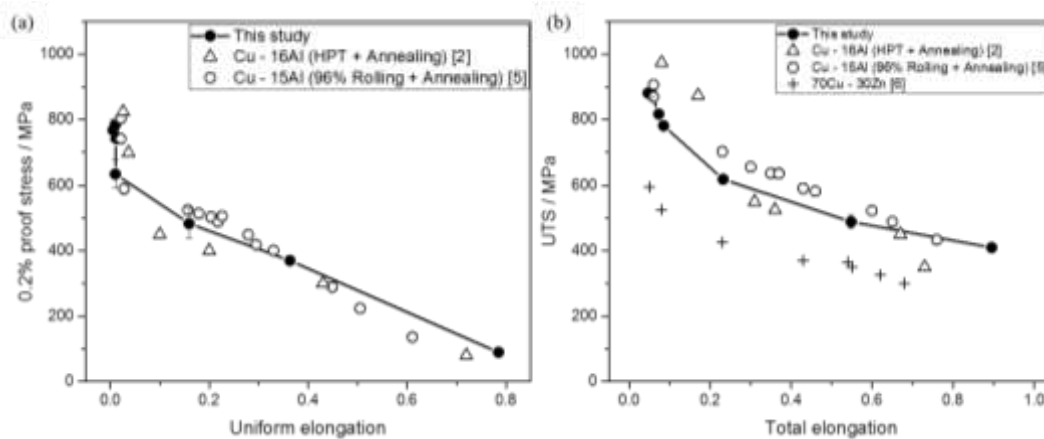 (a)
This study
Cu - 16Al (HPT + Annealing) [2]
Cu - 15Al (96% Rolling + Annealing) [5]
1000
800
600
400
200
0
0.2% proof stress / MPa
0.0 0.2 0.4 0.6 0.8
Uniform elongation
(b)
This study
Cu - 16Al (HPT + Annealing) [2]
Cu - 16Al (96% Rolling + Annealing) [5]
70Cu - 30Zn [6]
1000
800
600
400
200
0
UTS / MPa
0.0 0.2 0.4 0.6 0.8 1.0
Total elongation